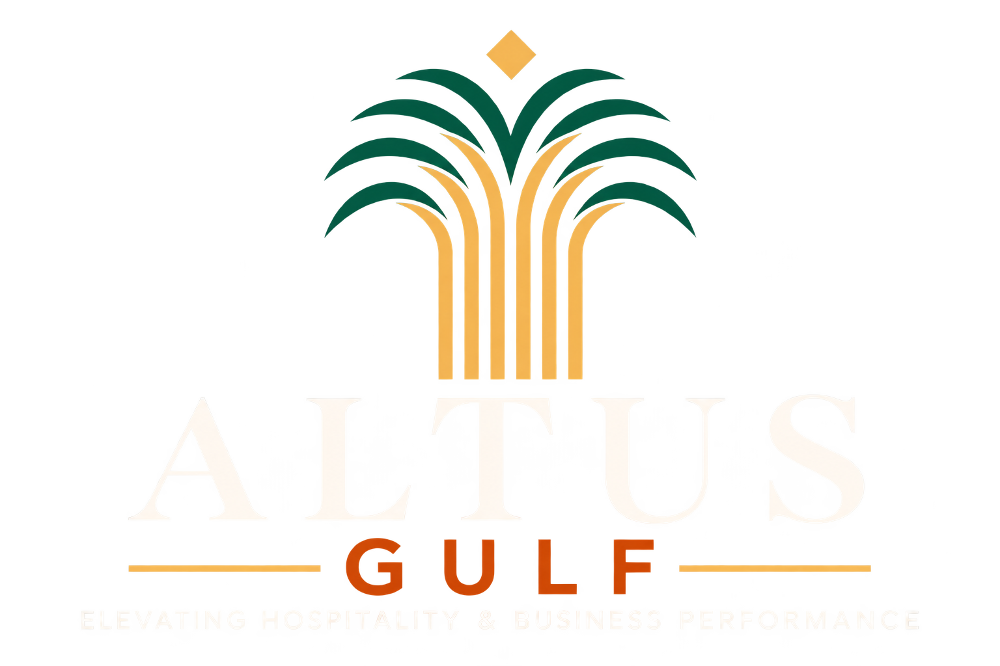 ALTUS
GULF
ELEVATING HOSPITALITY & BUSINESS PERFORMANCE